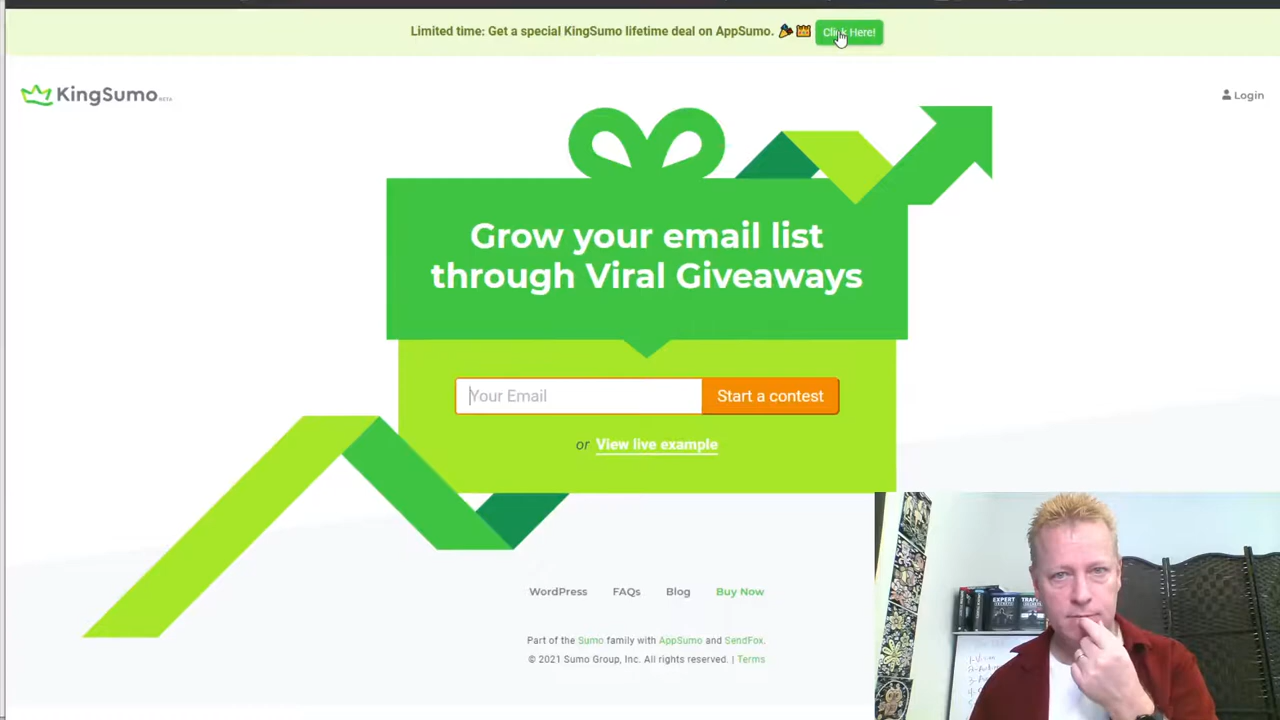 Limited time: Get a special KingSumo lifetime deal on AppSumo. 🎉 👑 Click Here!
KingSumo BETA
Login
Grow your email list
through Viral Giveaways
Your Email
Start a contest
or View live example
WordPress FAQs Blog Buy Now
Part of the Sumo family with AppSumo and SendFox.
© 2021 Sumo Group, Inc. All rights reserved. | Terms
EXPERT